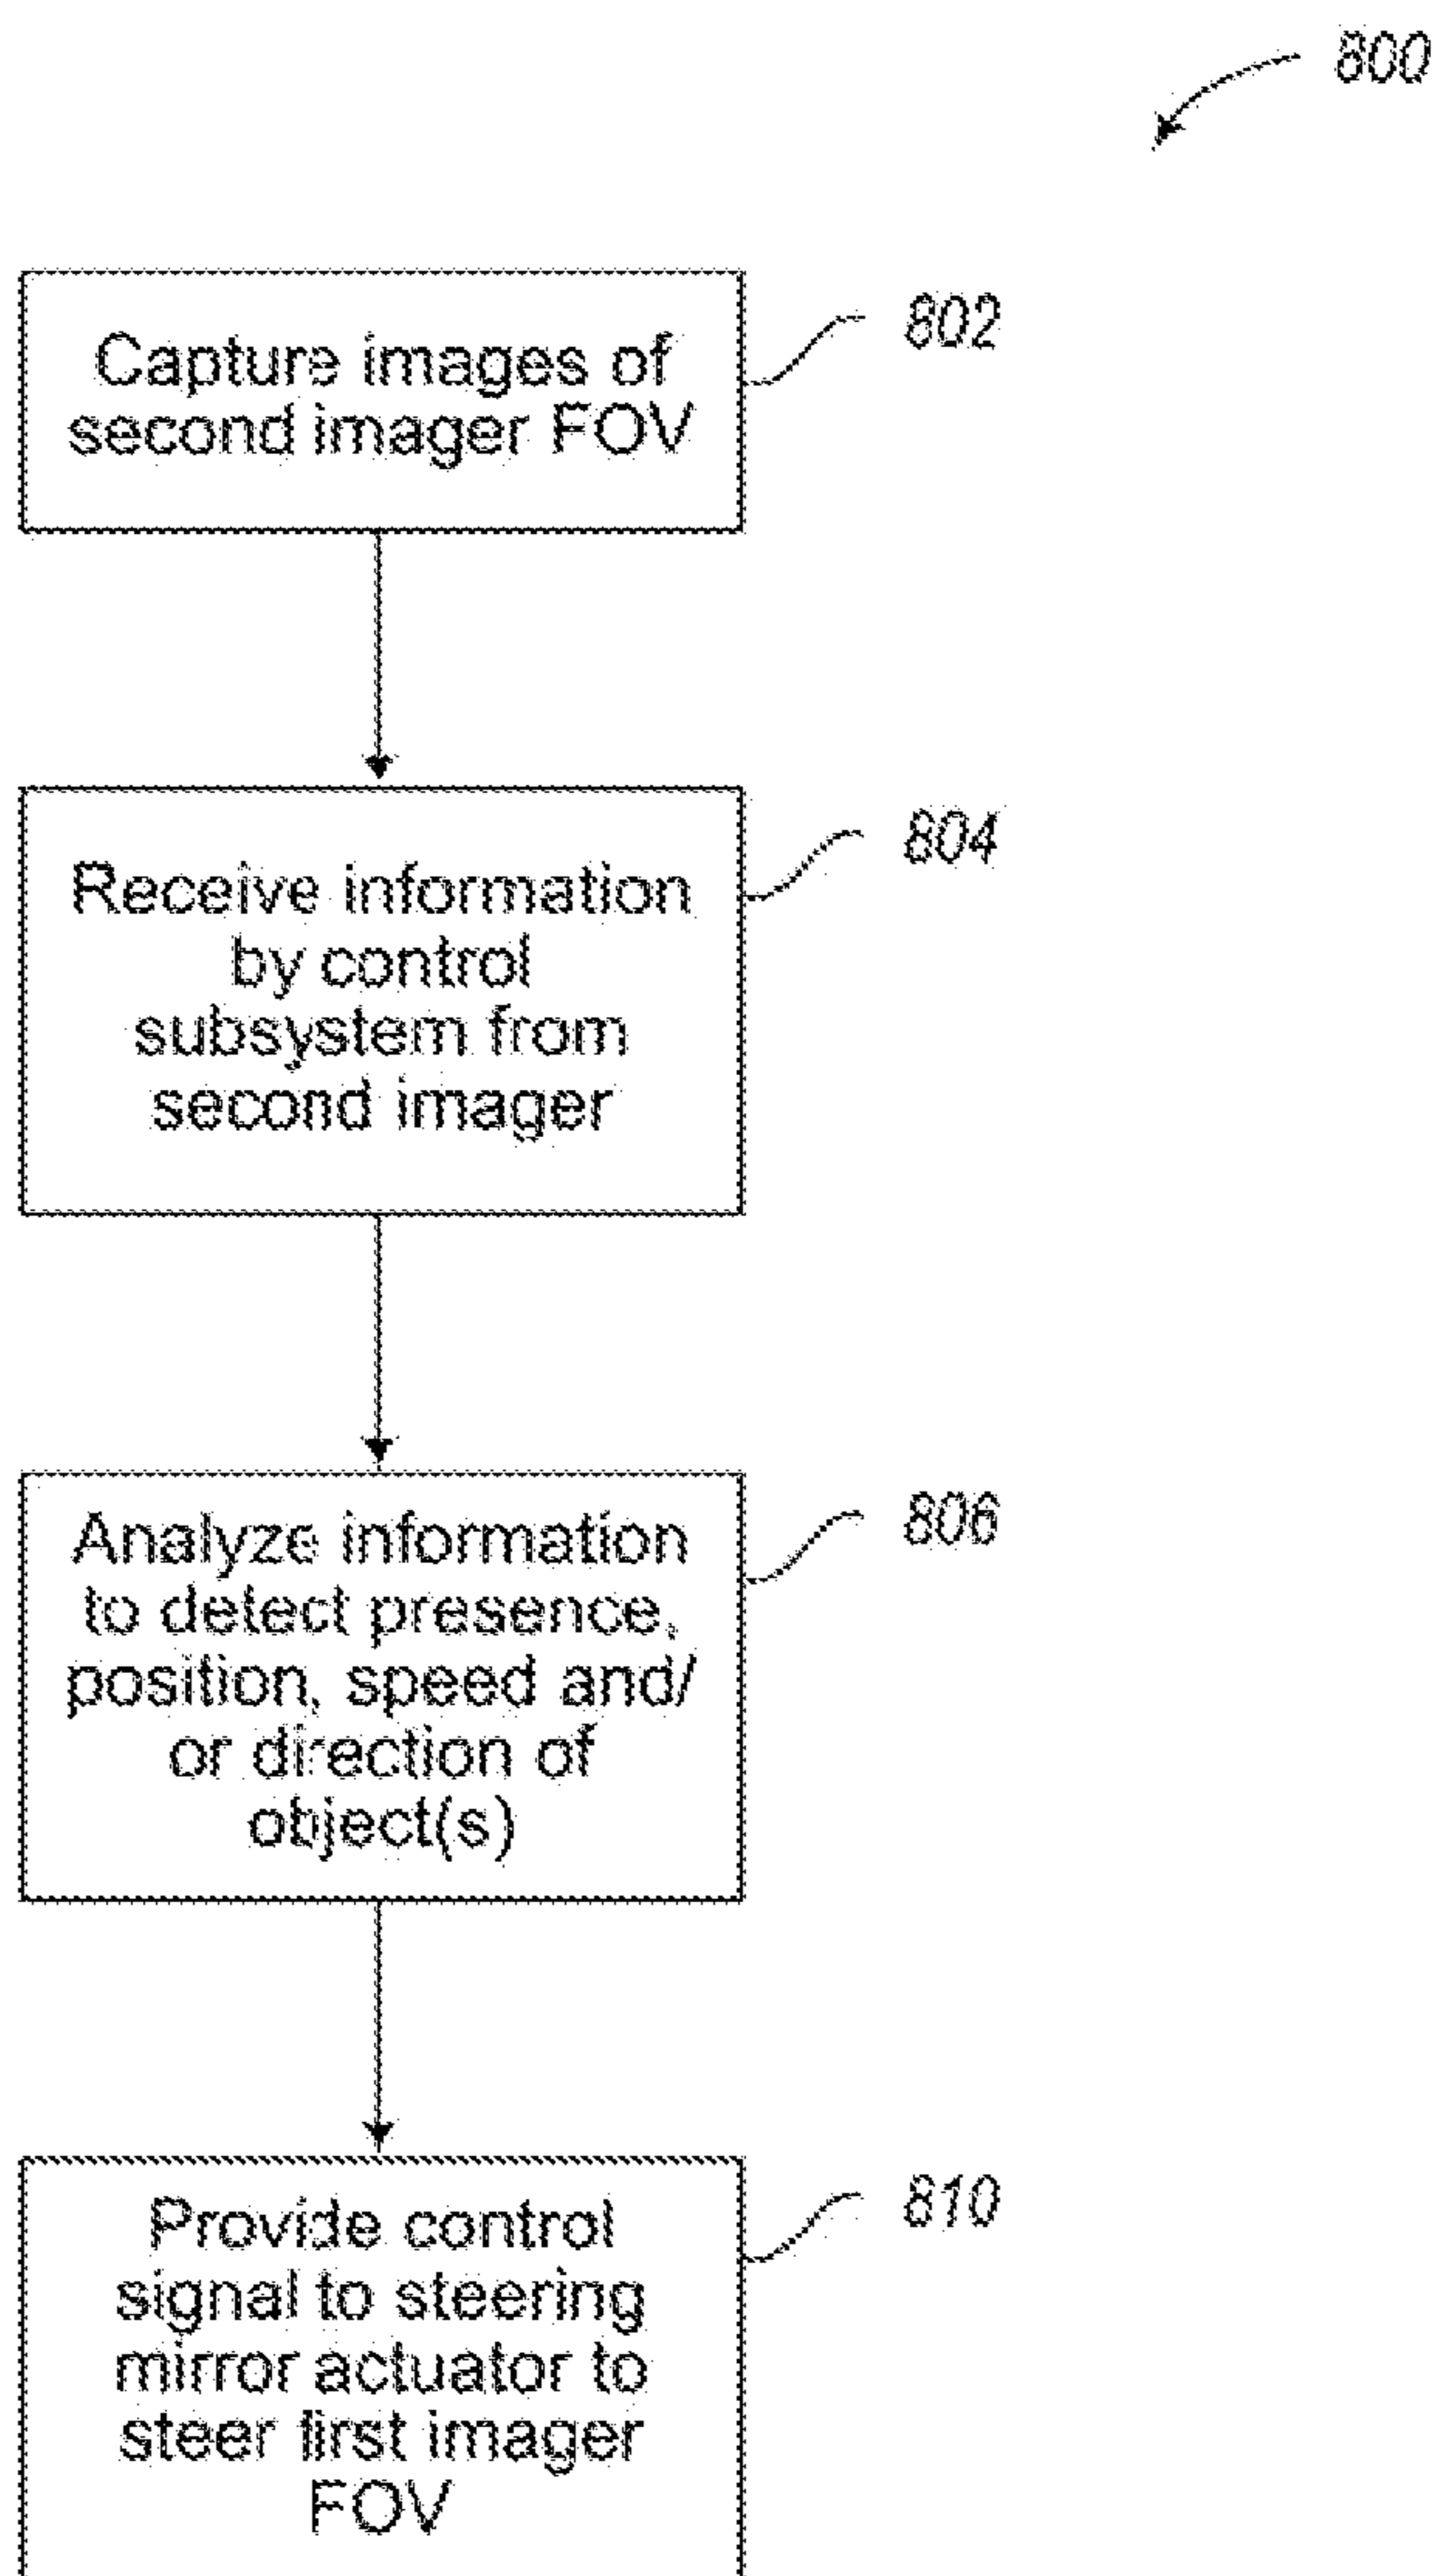 800
Capture images of
second imager FOV
802
Receive information
by control
subsystem from
second imager
804
Analyze information
to detect presence,
position, speed and/
or direction of
object(s)
806
Provide control
signal to steering
mirror actuator to
steer first imager
FOV
810